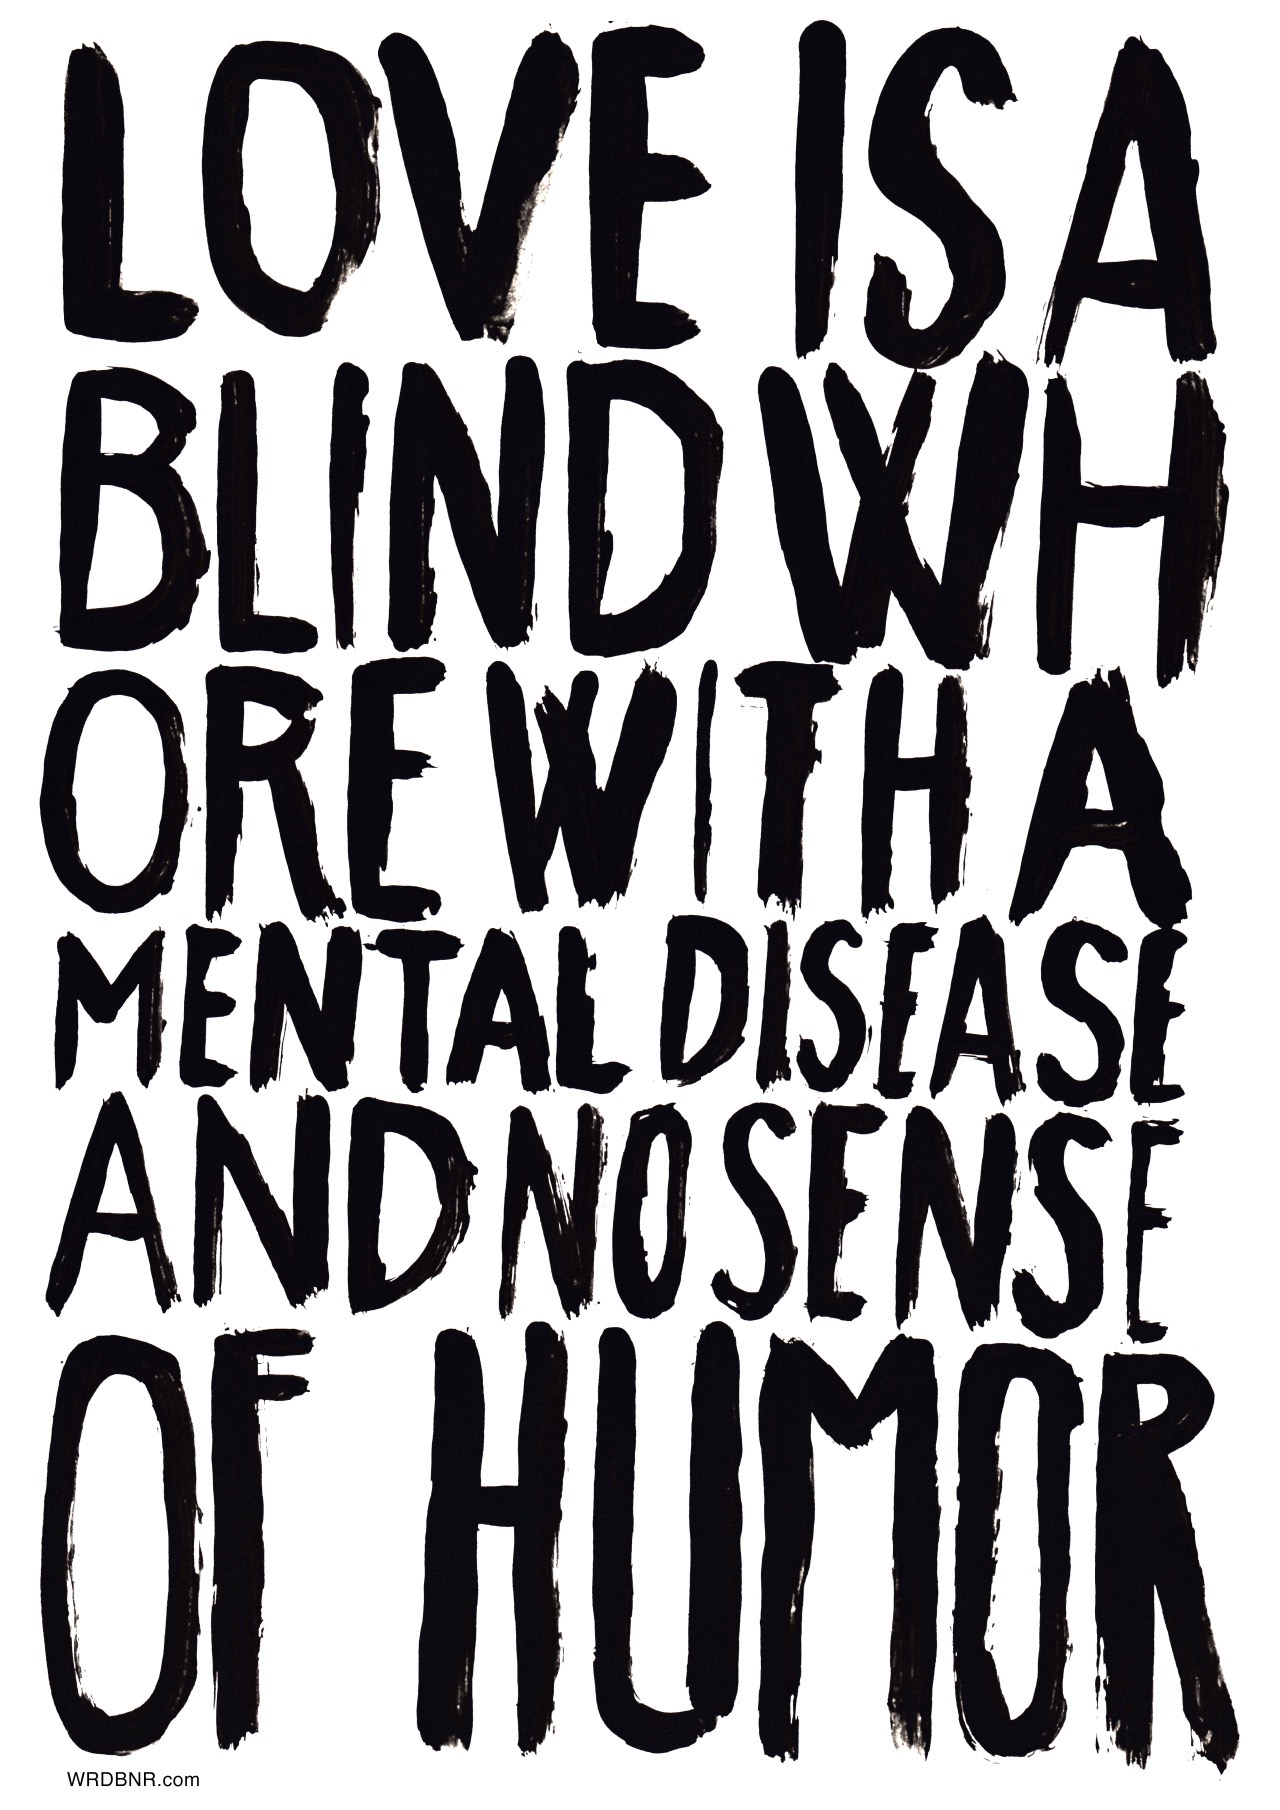 LOVE IS A
BLIND WH
ORE WITH A
MENTAL DISEASE
AND NO SENSE
OF HUMOR
WRDBNR.com